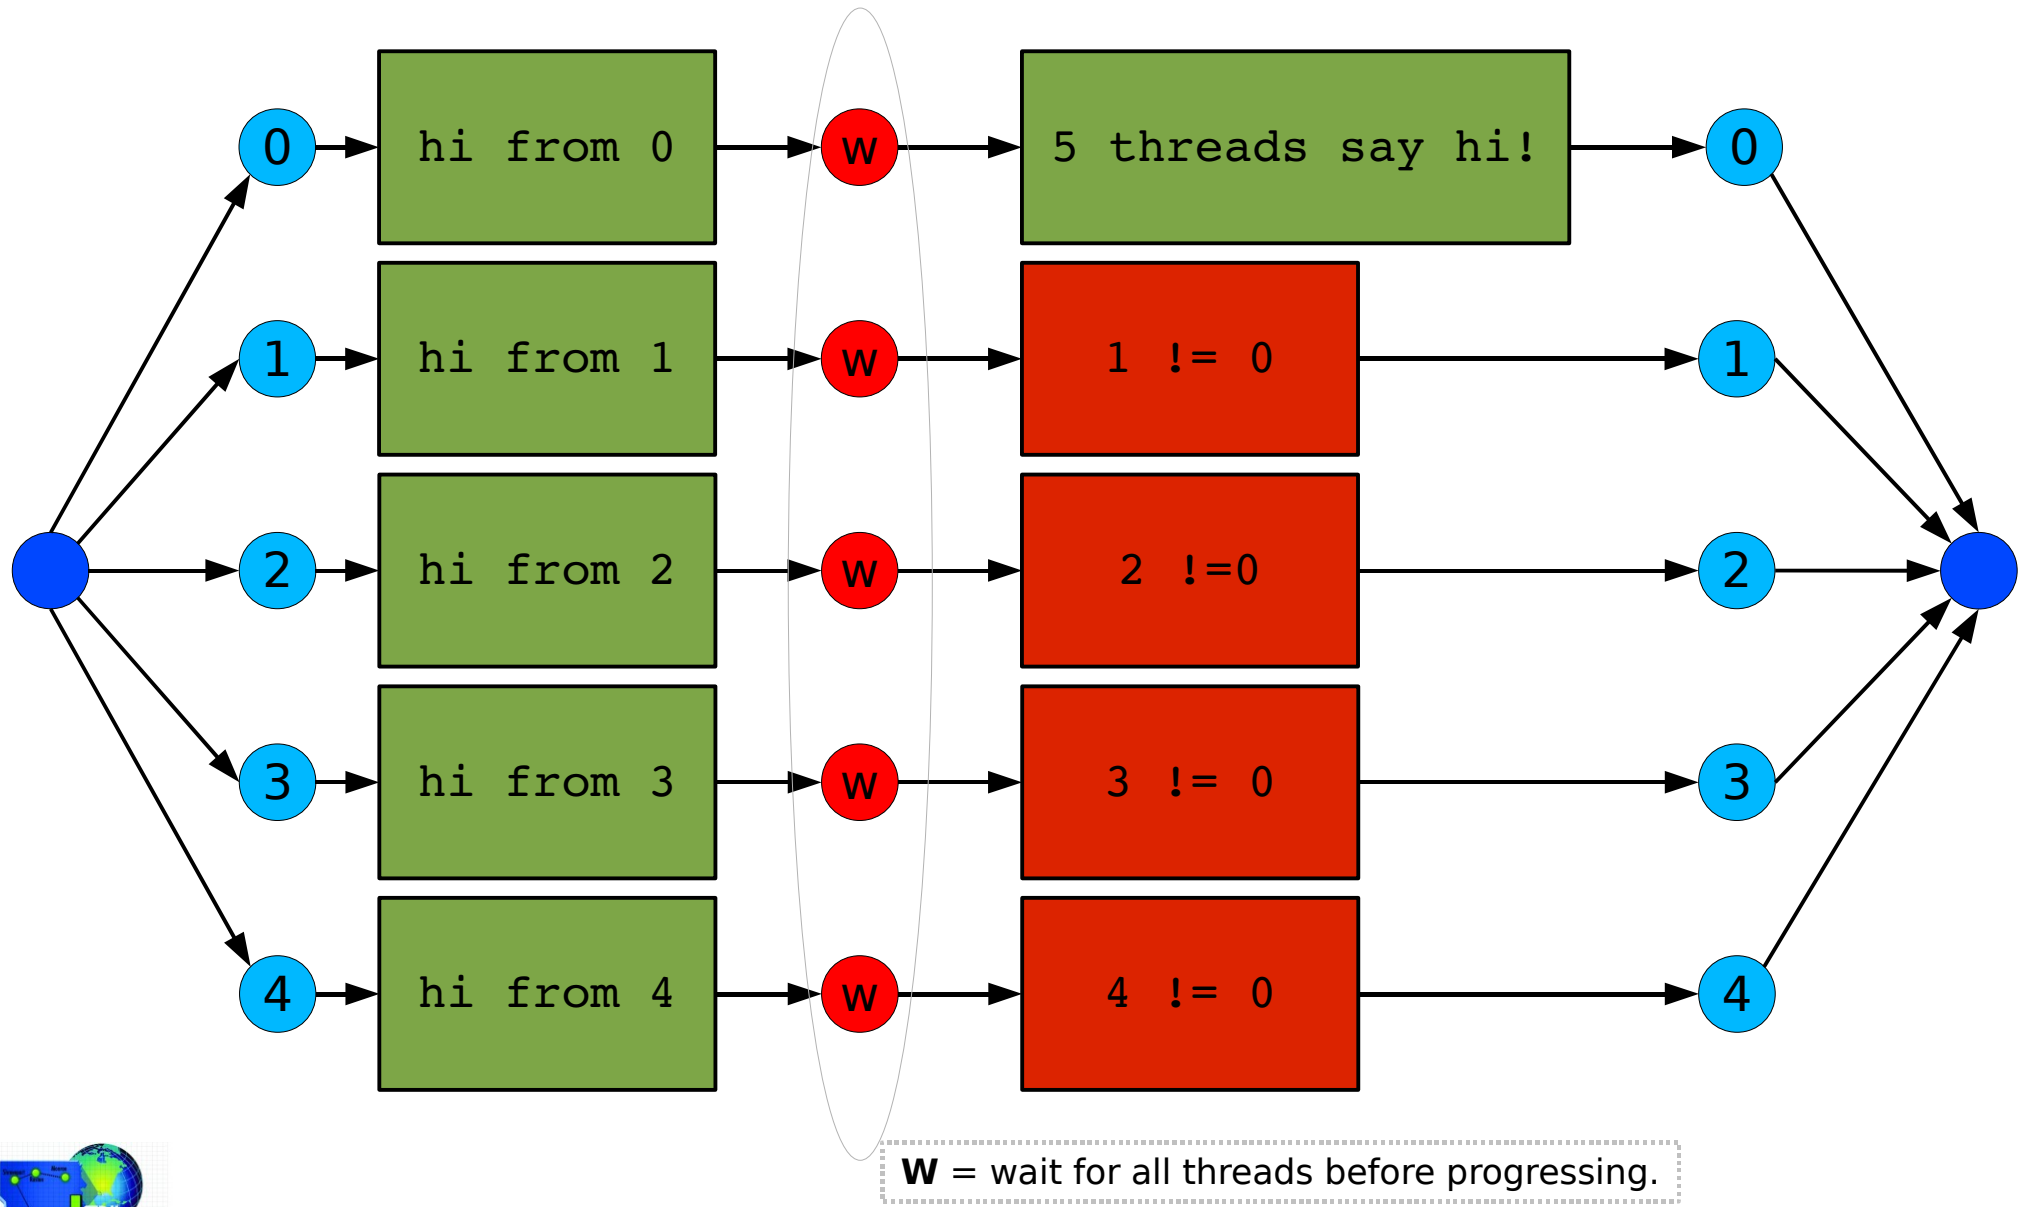 0 hi from 0 w 5 threads say hi! 0
1 hi from 1 w 1 != 0 1
2 hi from 2 w 2 !=0 2
3 hi from 3 w 3 != 0 3
4 hi from 4 w 4 != 0 4
W = wait for all threads before progressing.